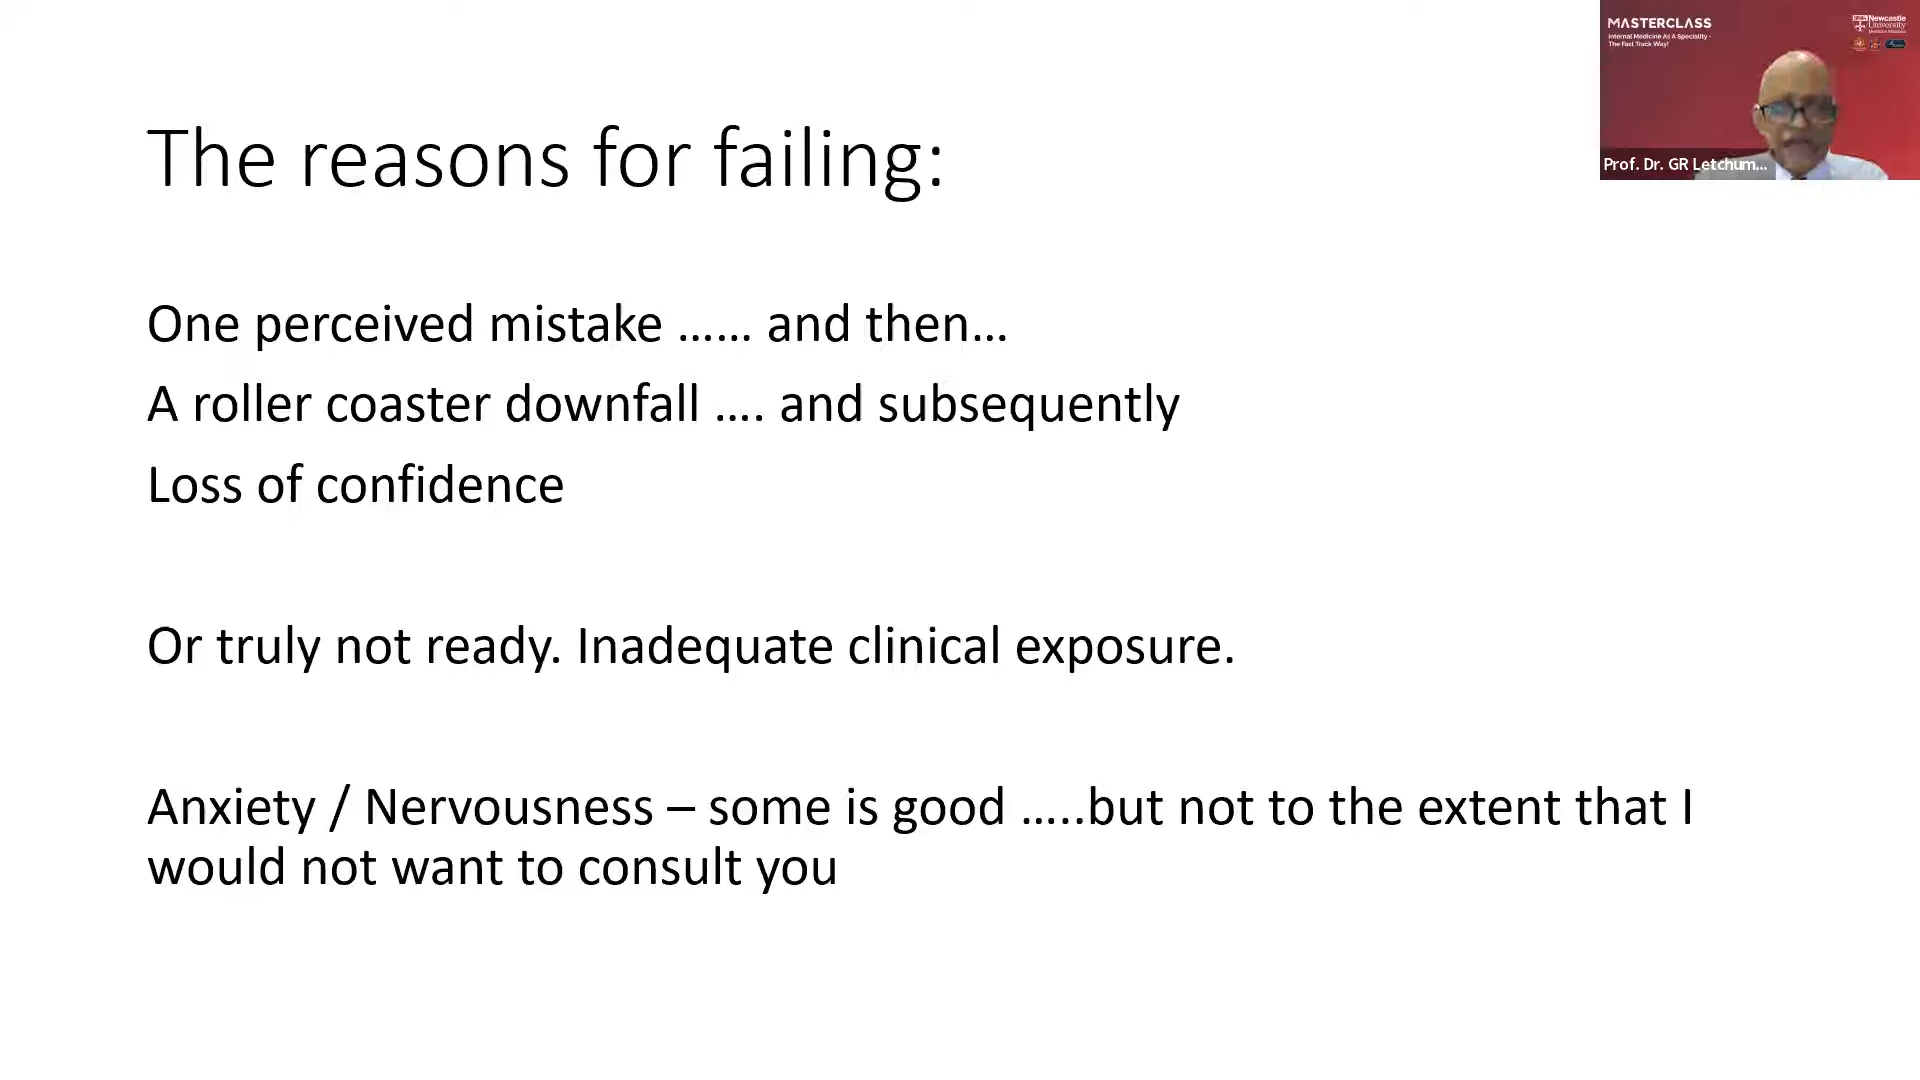 MASTERCLASS
Internal Medicine As A Speciality -
The Fast Track Way!
Newcastle
University
Prof. Dr. GR Letchum...
The reasons for failing:
One perceived mistake …… and then…
A roller coaster downfall …. and subsequently
Loss of confidence
Or truly not ready. Inadequate clinical exposure.
Anxiety / Nervousness – some is good …..but not to the extent that I
would not want to consult you